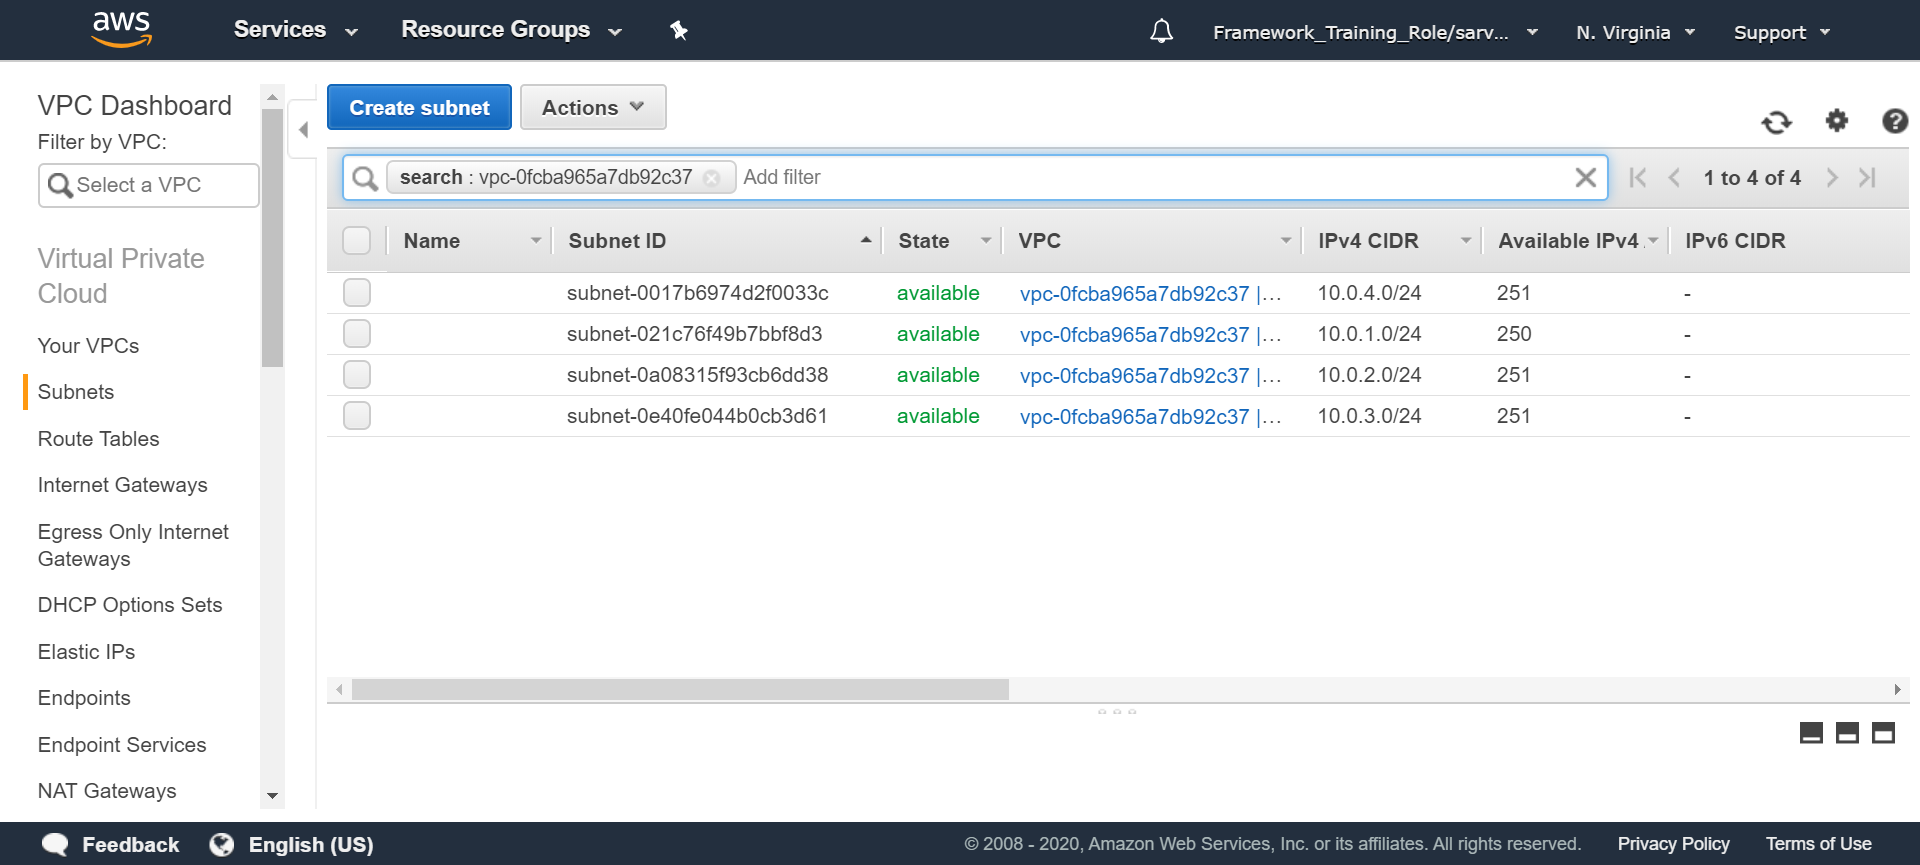 aws Services Resource Groups Framework_Training_Role/sarv... N. Virginia Support
VPC Dashboard
Filter by VPC:
Select a VPC
Virtual Private
Cloud
Your VPCs
Subnets
Route Tables
Internet Gateways
Egress Only Internet
Gateways
DHCP Options Sets
Elastic IPs
Endpoints
Endpoint Services
NAT Gateways
Create subnet Actions
search : vpc-0fcba965a7db92c37 Add filter 1 to 4 of 4
Name Subnet ID State VPC IPv4 CIDR Available IPv4 IPv6 CIDR
subnet-0017b6974d2f0033c available vpc-0fcba965a7db92c37 |... 10.0.4.0/24 251 -
subnet-021c76f49b7bbf8d3 available vpc-0fcba965a7db92c37 |... 10.0.1.0/24 250 -
subnet-0a08315f93cb6dd38 available vpc-0fcba965a7db92c37 |... 10.0.2.0/24 251 -
subnet-0e40fe044b0cb3d61 available vpc-0fcba965a7db92c37 |... 10.0.3.0/24 251 -
Feedback English (US) © 2008 - 2020, Amazon Web Services, Inc. or its affiliates. All rights reserved. Privacy Policy Terms of Use